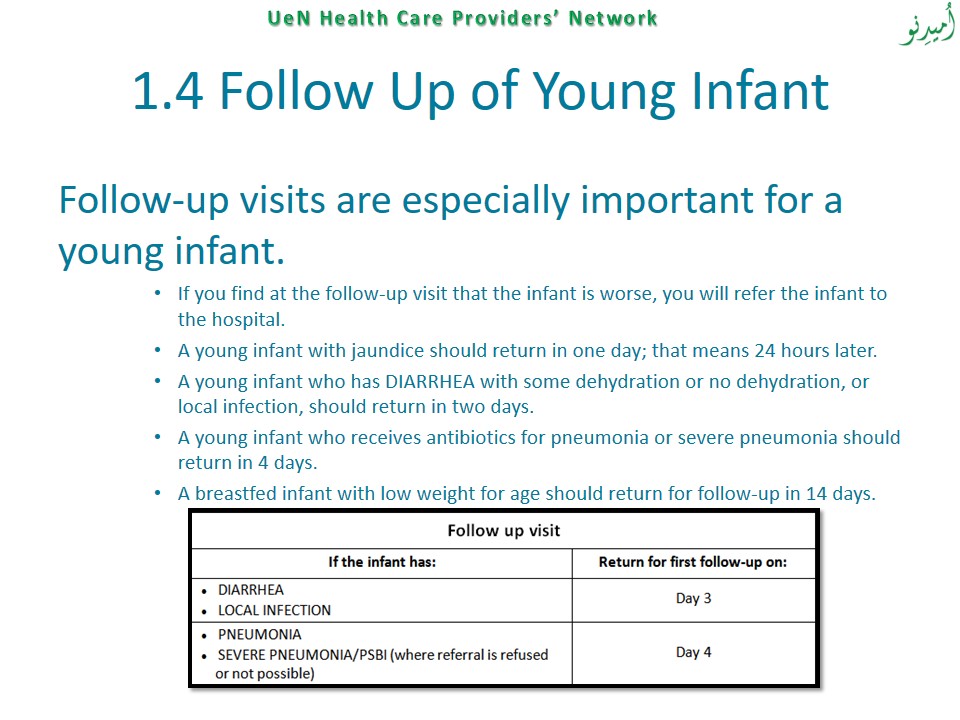 UeN Health Care Providers’ Network
اُميدِنو
1.4 Follow Up of Young Infant
Follow-up visits are especially important for a
young infant.
• If you find at the follow-up visit that the infant is worse, you will refer the infant to
the hospital.
• A young infant with jaundice should return in one day; that means 24 hours later.
• A young infant who has DIARRHEA with some dehydration or no dehydration, or
local infection, should return in two days.
• A young infant who receives antibiotics for pneumonia or severe pneumonia should
return in 4 days.
• A breastfed infant with low weight for age should return for follow-up in 14 days.
Follow up visit
If the infant has: Return for first follow-up on:
• DIARRHEA
• LOCAL INFECTION
Day 3
• PNEUMONIA
• SEVERE PNEUMONIA/PSBI (where referral is refused
or not possible)
Day 4